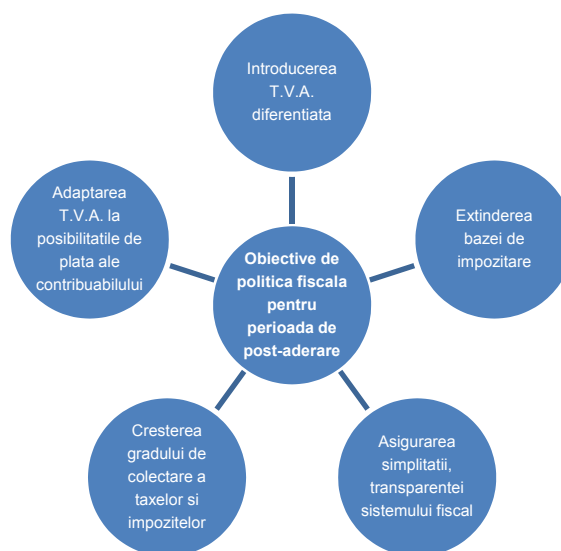 Introducerea
T.V.A.
diferentiata
Adaptarea
T.V.A. la
posibilitatile de
plata ale
contribuabilului
Extinderea
bazei de
impozitare
Obiective de
politica fiscala
pentru
perioada de
post-aderare
Cresterea
gradului de
colectare a
taxelor si
impozitelor
Asigurarea
simplitatii,
transparentei
sistemului fiscal